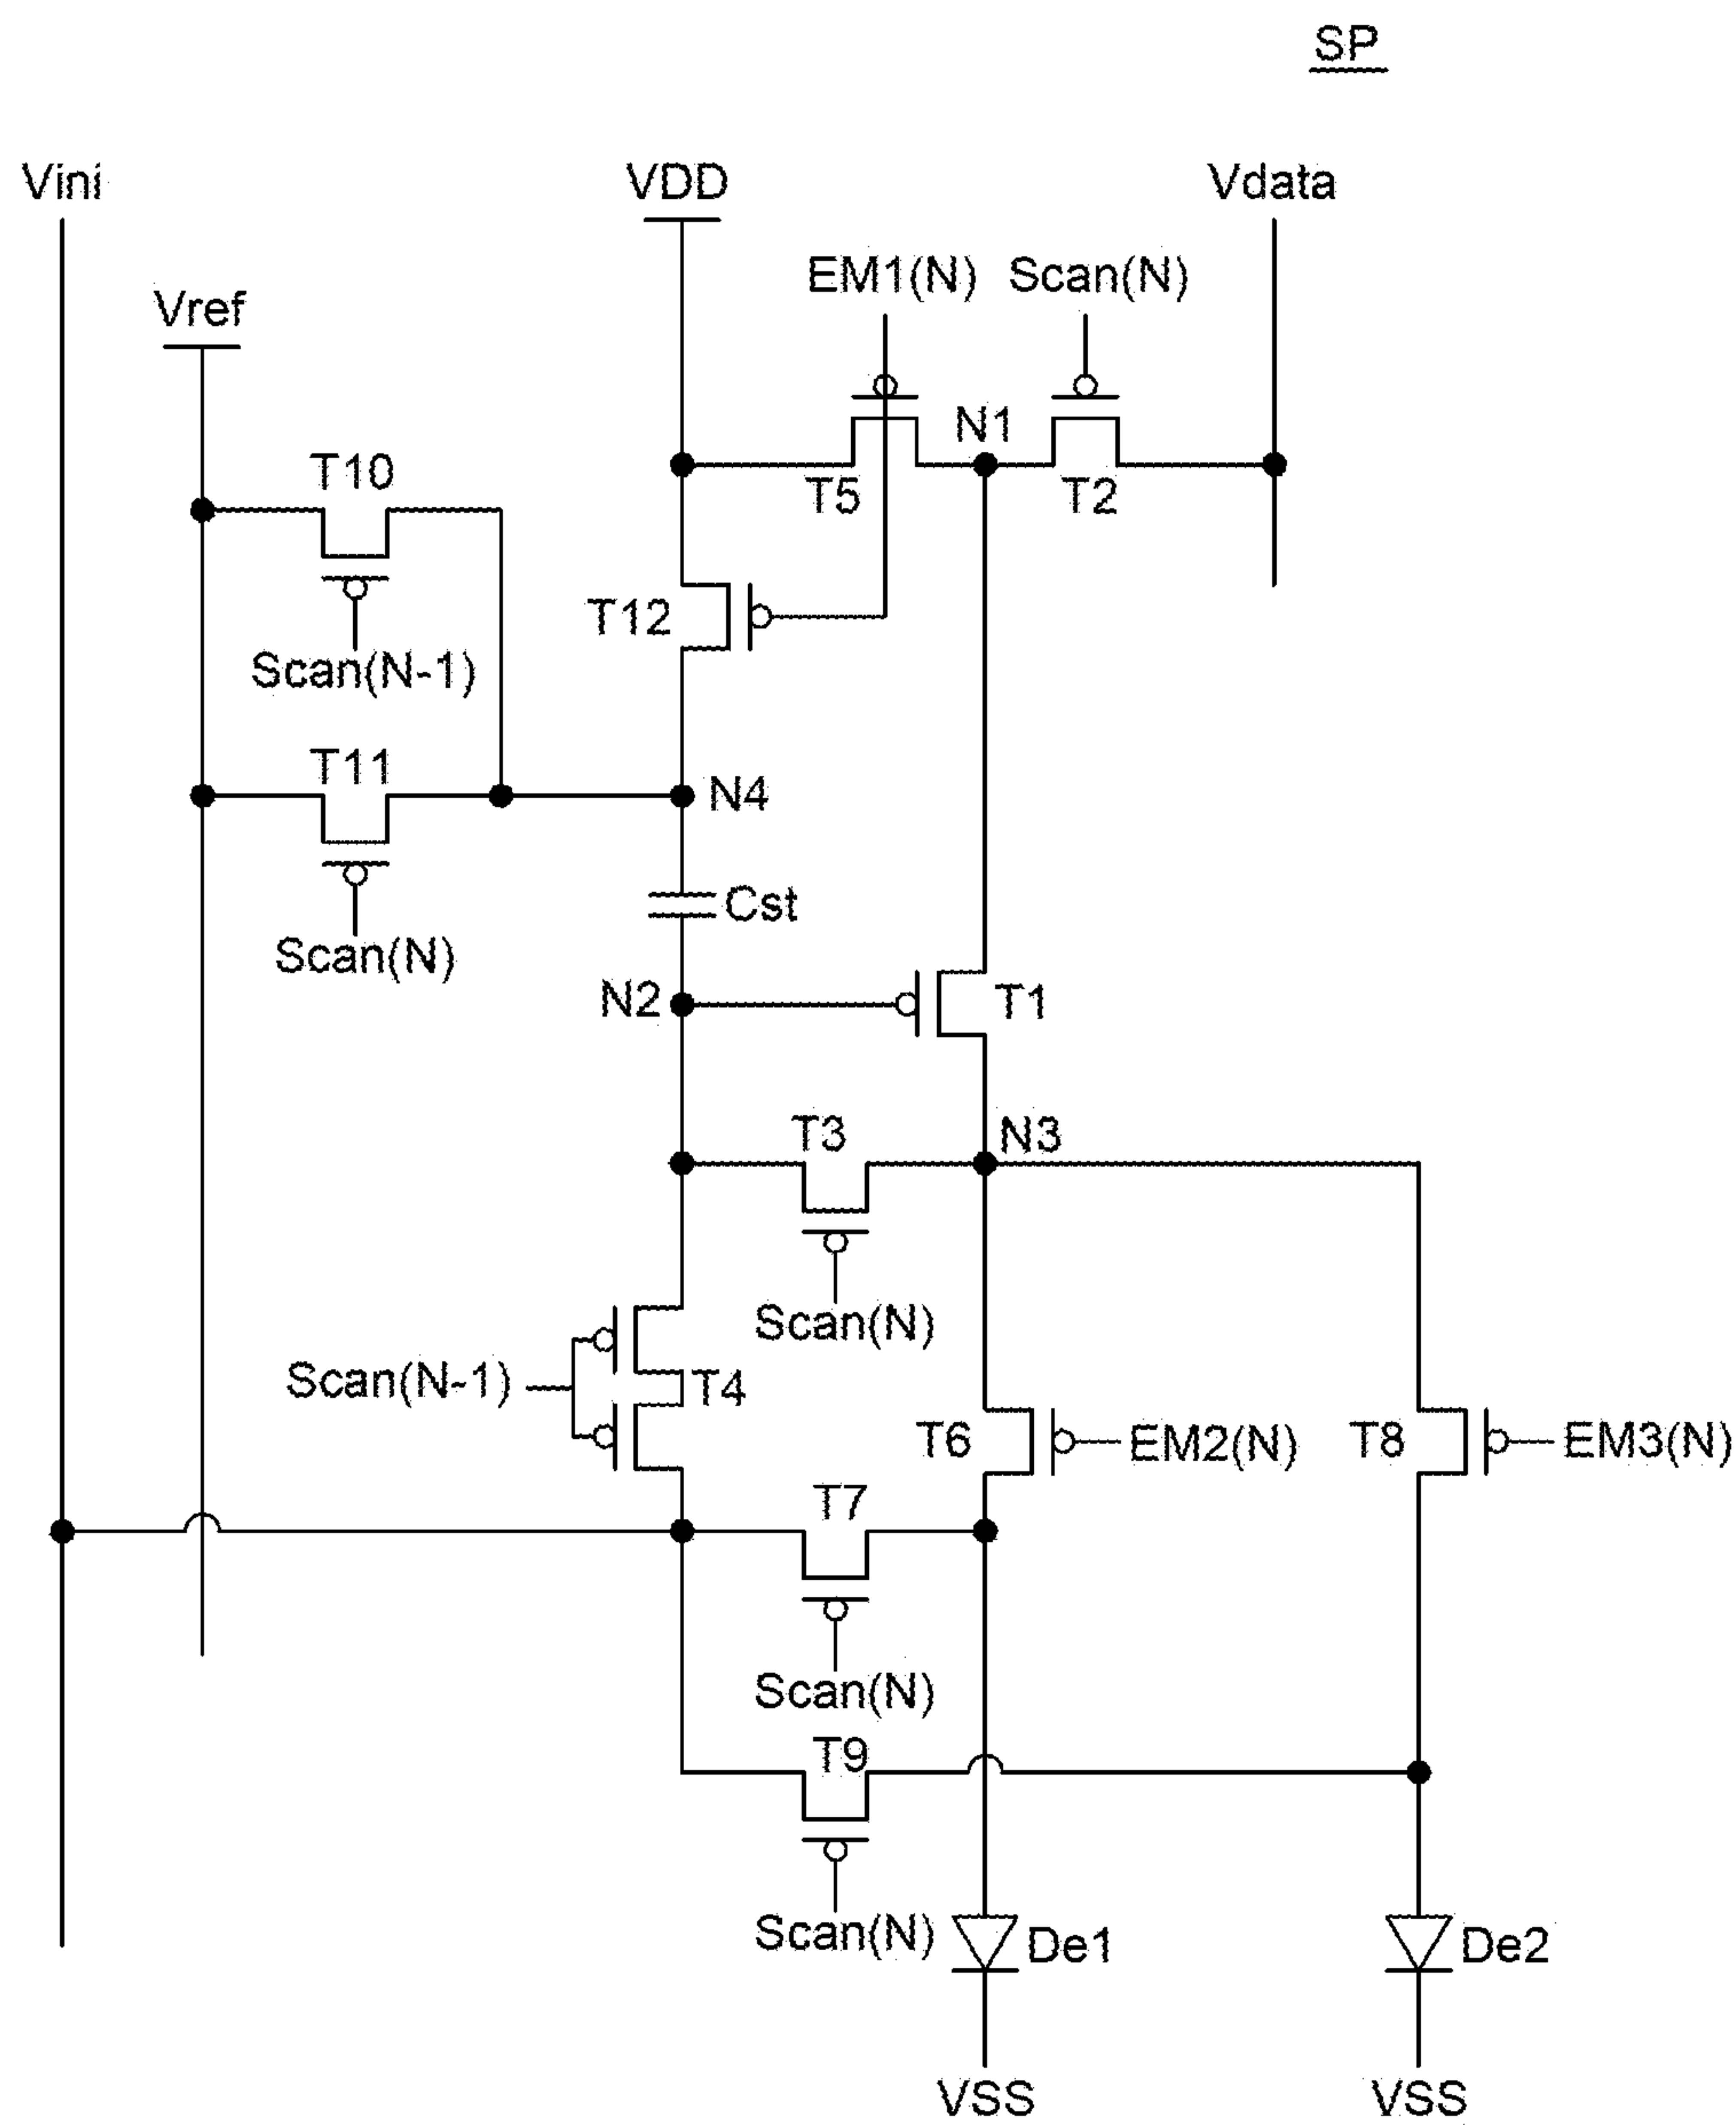 SP
Vini
VDD
Vdata
EM1(N)
Scan(N)
Vref
N1
T10
T5
T2
T12
Scan(N-1)
T11
N4
Cst
Scan(N)
N2
T1
T3
N3
Scan(N)
Scan(N-1)
T4
T6
EM2(N)
T8
EM3(N)
T7
Scan(N)
T9
Scan(N)
De1
De2
VSS
VSS